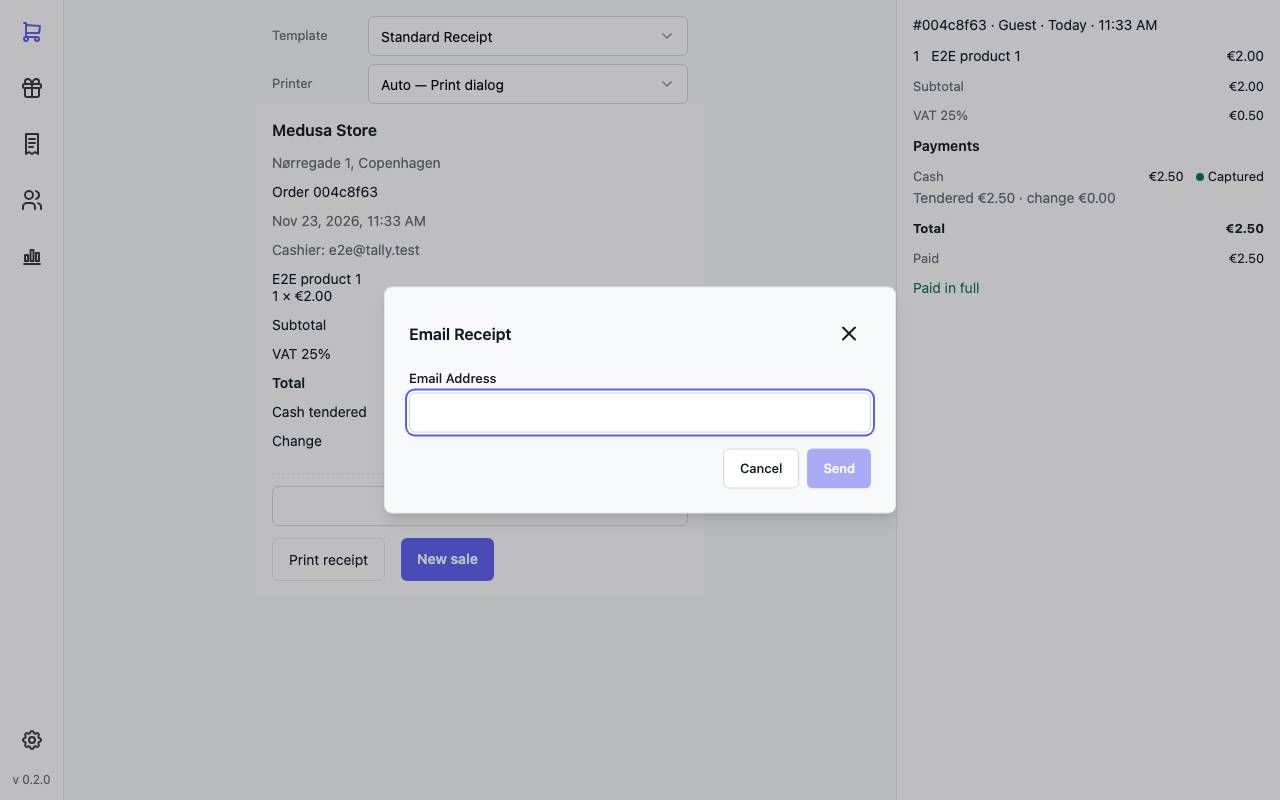 Template
Standard Receipt
Printer
Auto — Print dialog
Medusa Store
Nørregade 1, Copenhagen
Order 004c8f63
Nov 23, 2026, 11:33 AM
Cashier: e2e@tally.test
E2E product 1
1 × €2.00
Subtotal
VAT 25%
Total
Cash tendered
Change
Print receipt
New sale
Email Receipt
Email Address
Cancel
Send
#004c8f63 · Guest · Today · 11:33 AM
1 E2E product 1 €2.00
Subtotal €2.00
VAT 25% €0.50
Payments
Cash €2.50 Captured
Tendered €2.50 · change €0.00
Total €2.50
Paid €2.50
Paid in full
v 0.2.0